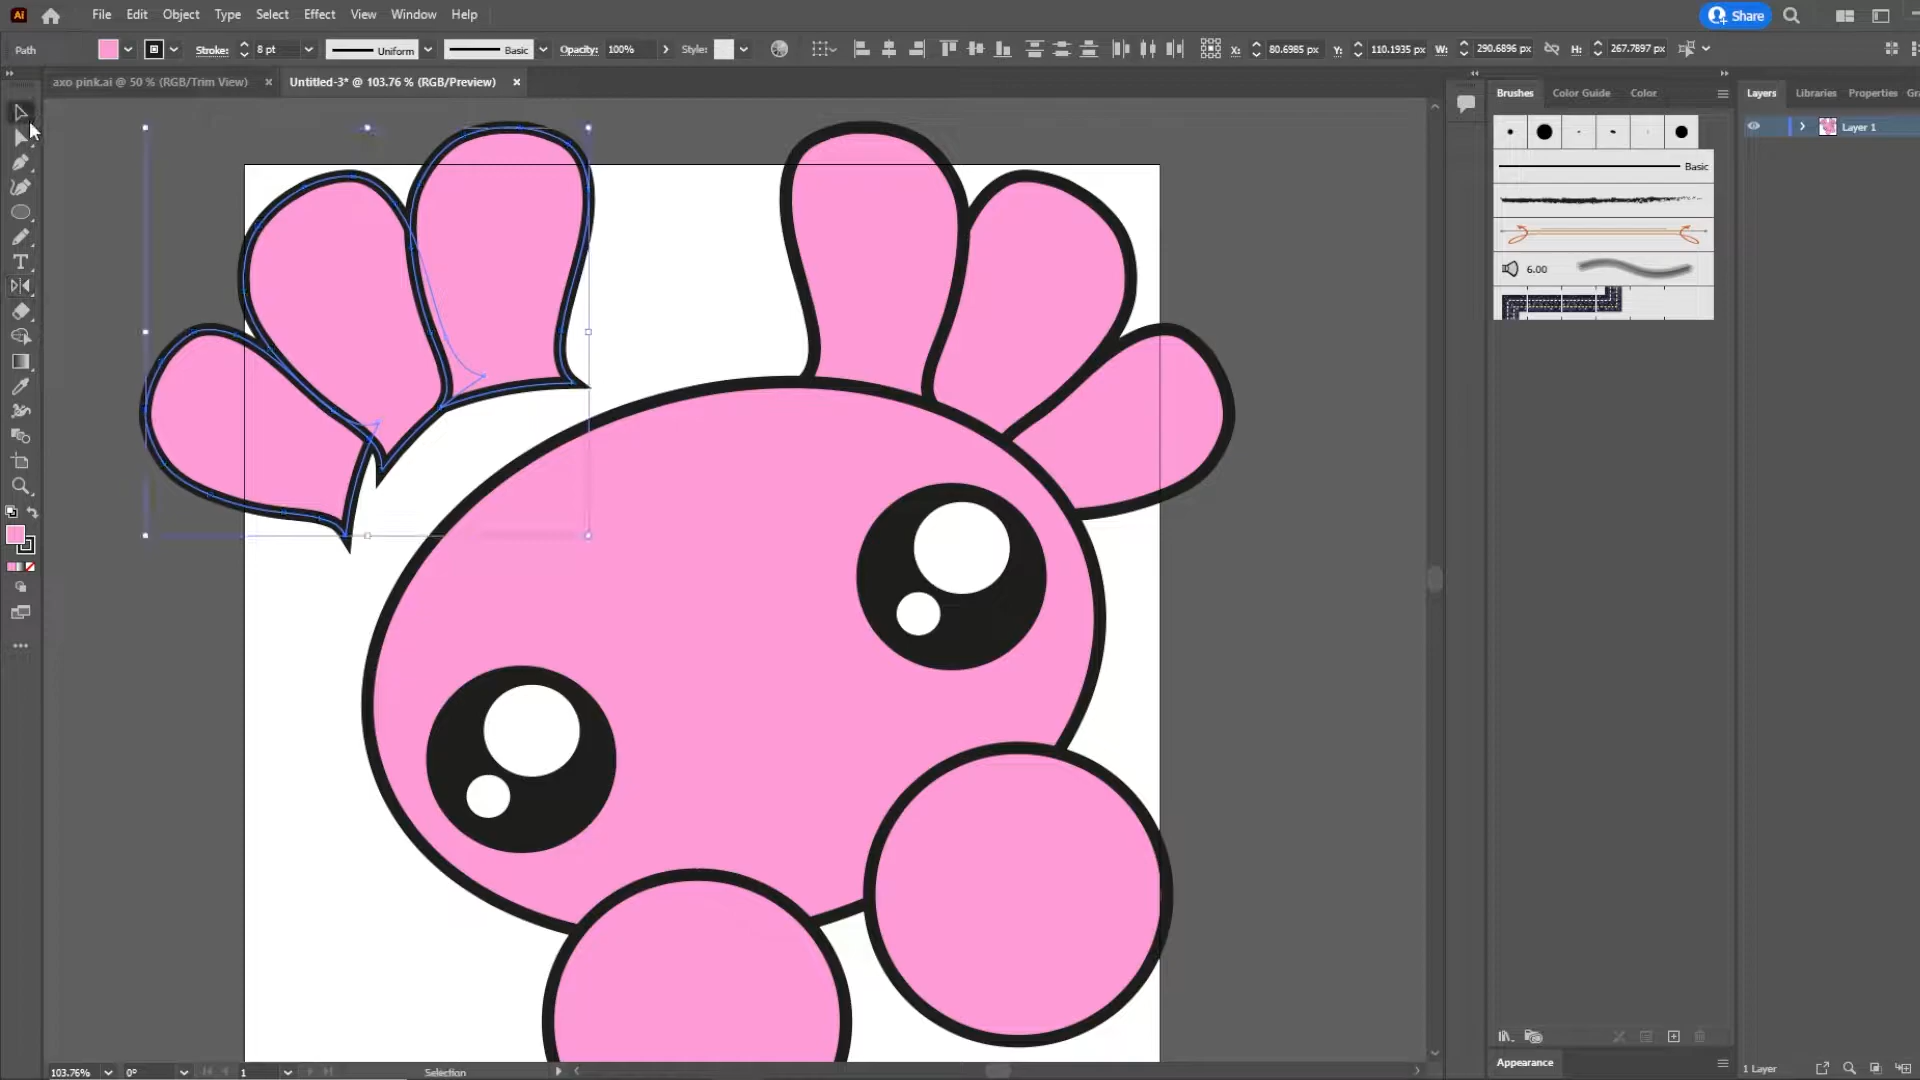 Ai File Edit Object Type Select Effect View Window Help Share
Path Stroke: 8 pt Uniform Basic Opacity: 100% Style: X: 80.6985 px Y: 110.1935 px W: 290.6896 px H: 267.7897 px
axo pink.ai @ 50 % (RGB/Trim View) × Untitled-3* @ 103.76 % (RGB/Preview) ×
Brushes Color Guide Color Layers Libraries Properties Gra
Layer 1
Basic
6.00
Appearance
1 Layer
103.76% 0° 1 Selection